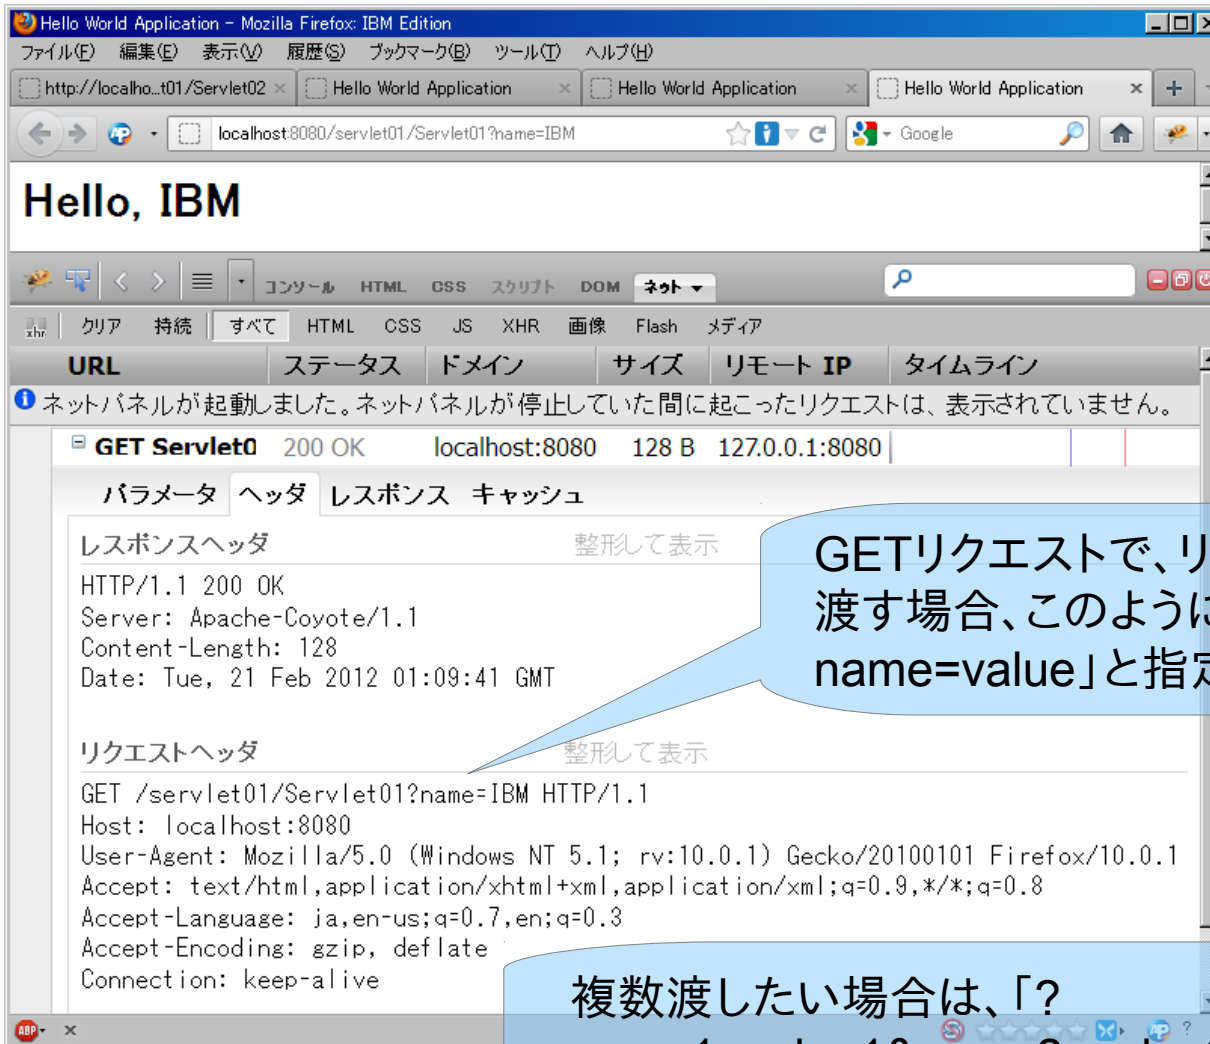 Hello World Application - Mozilla Firefox: IBM Edition
ファイル(F) 編集(E) 表示(V) 履歴(S) ブックマーク(B) ツール(T) ヘルプ(H)
http://localho...t01/Servlet02 Hello World Application Hello World Application Hello World Application
localhost:8080/servlet01/Servlet01?name=IBM Google
Hello, IBM
コンソール HTML CSS スクリプト DOM ネット
xhr クリア 持続 すべて HTML CSS JS XHR 画像 Flash メディア
URL ステータス ドメイン サイズ リモート IP タイムライン
ネットパネルが起動しました。ネットパネルが停止していた間に起こったリクエストは、表示されていません。
GET Servlet0 200 OK localhost:8080 128 B 127.0.0.1:8080
パラメータ ヘッダ レスポンス キャッシュ
レスポンスヘッダ 整形して表示
HTTP/1.1 200 OK
Server: Apache-Coyote/1.1
Content-Length: 128
Date: Tue, 21 Feb 2012 01:09:41 GMT
GETリクエストで、リ
渡す場合、このように
name=value」と指定
リクエストヘッダ 整形して表示
GET /servlet01/Servlet01?name=IBM HTTP/1.1
Host: localhost:8080
User-Agent: Mozilla/5.0 (Windows NT 5.1; rv:10.0.1) Gecko/20100101 Firefox/10.0.1
Accept: text/html,application/xhtml+xml,application/xml;q=0.9,*/*;q=0.8
Accept-Language: ja,en-us;q=0.7,en;q=0.3
Accept-Encoding: gzip, deflate
Connection: keep-alive
複数渡したい場合は、「?
ABP